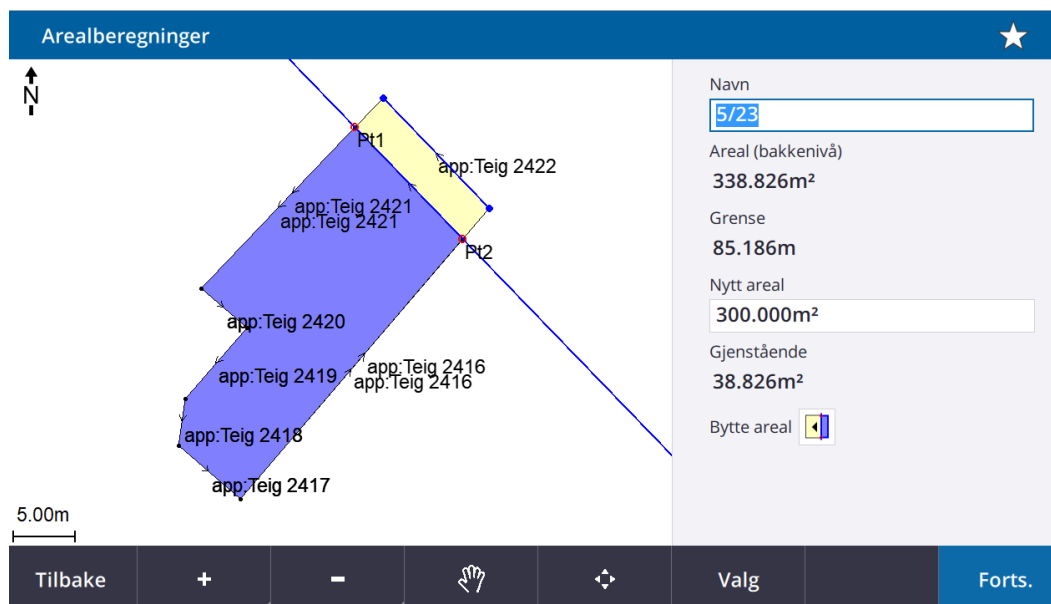 Arealberegninger
N
Pt1
app:Teig 2422
app:Teig 2421
app:Teig 2421
Pt2
app:Teig 2420
app:Teig 2416
app:Teig 2419
app:Teig 2416
app:Teig 2418
app:Teig 2417
5.00m
Navn
5/23
Areal (bakkenivå)
338.826m²
Grense
85.186m
Nytt areal
300.000m²
Gjenstående
38.826m²
Bytte areal
Tilbake
+
-
Valg
Forts.